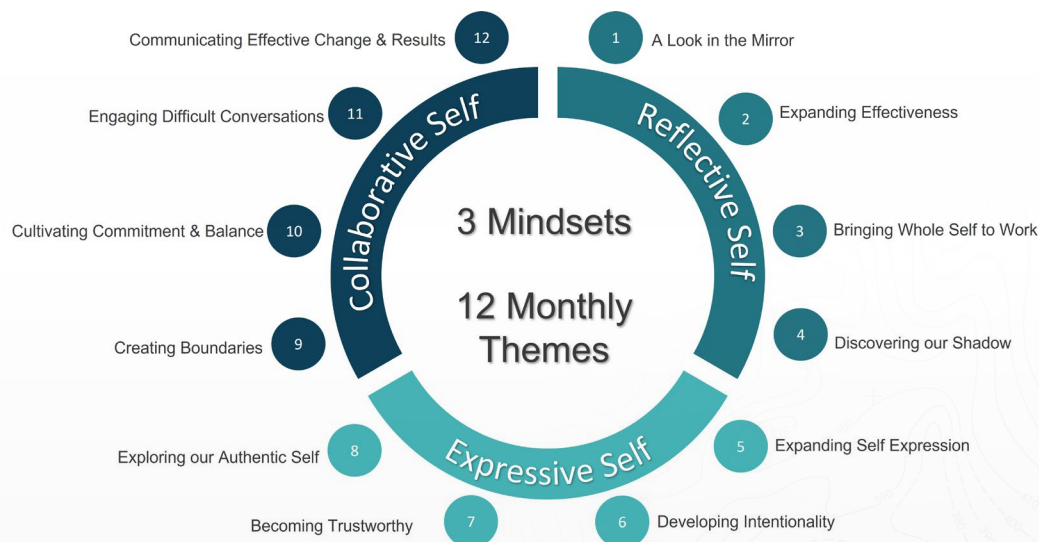 12
Communicating Effective Change & Results
1
A Look in the Mirror
11
Engaging Difficult Conversations
2
Expanding Effectiveness
Collaborative Self
Reflective Self
3 Mindsets
12 Monthly
Themes
10
Cultivating Commitment & Balance
3
Bringing Whole Self to Work
9
Creating Boundaries
4
Discovering our Shadow
Expressive Self
8
Exploring our Authentic Self
5
Expanding Self Expression
7
Becoming Trustworthy
6
Developing Intentionality